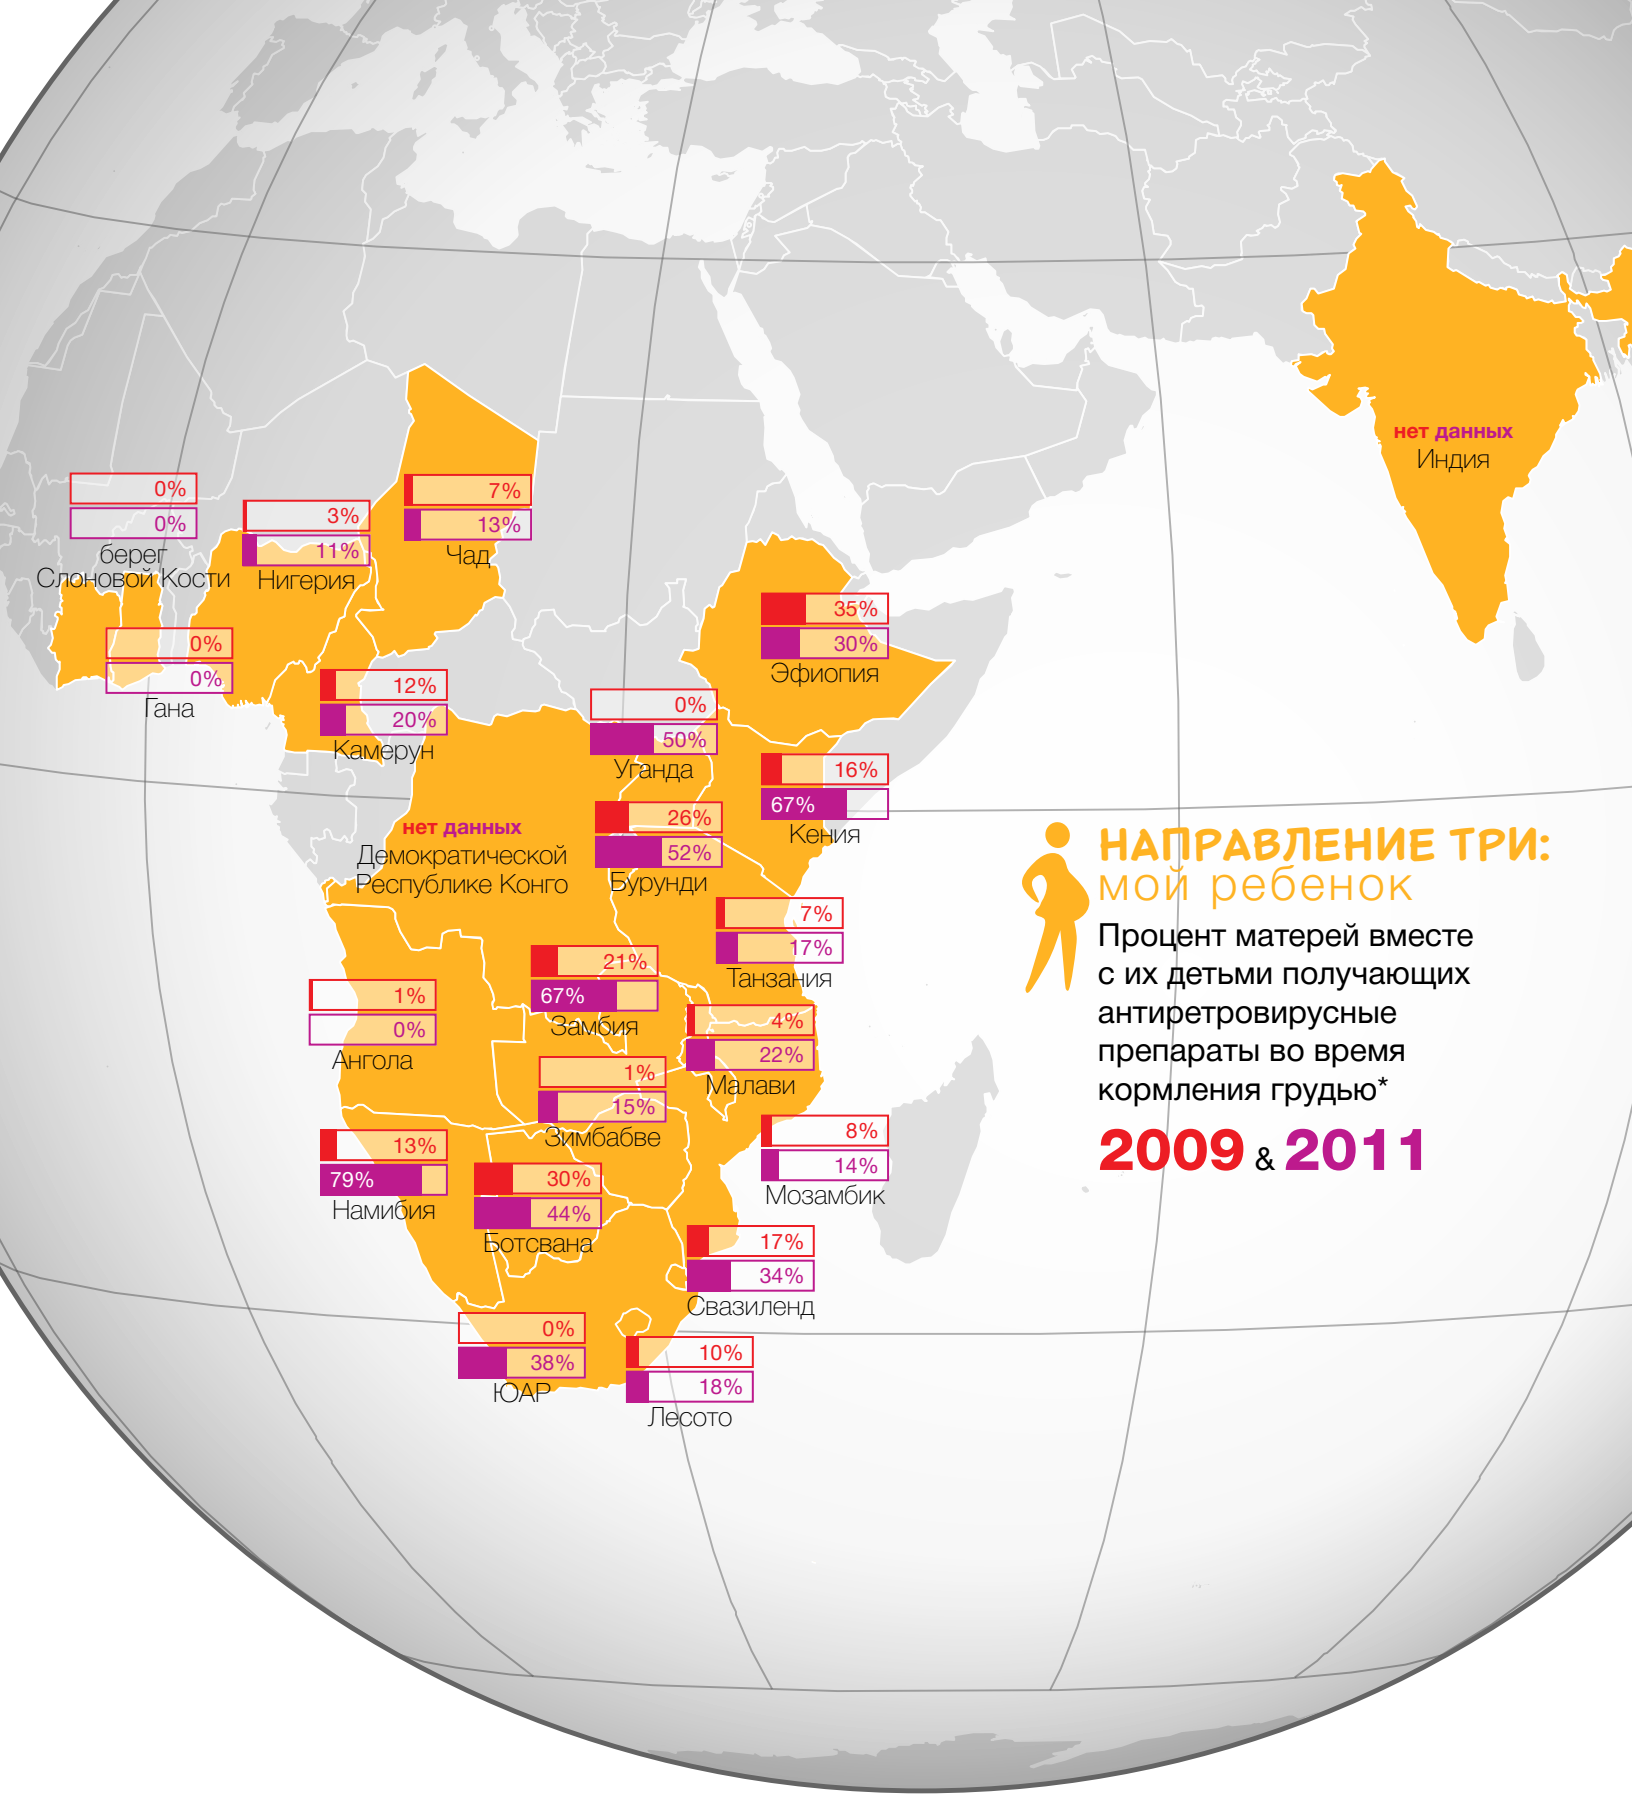 нет данных
Индия
0%
0%
берег
Слоновой Кости
3%
11%
Нигерия
7%
13%
Чад
35%
30%
Эфиопия
0%
0%
Гана
12%
20%
Камерун
0%
50%
Уганда
16%
67%
Кения
нет данных
Демократической
Республике Конго
26%
52%
Бурунди
7%
17%
Танзания
21%
67%
Замбия
1%
0%
Ангола
4%
22%
Малави
1%
15%
Зимбабве
8%
14%
Мозамбик
13%
79%
Намибия
30%
44%
Ботсвана
17%
34%
Свазиленд
0%
38%
ЮАР
10%
18%
Лесото
НАПРАВЛЕНИЕ ТРИ:
мой ребенок
Процент матерей вместе
с их детьми получающих
антиретровирусные
препараты во время
кормления грудью*
2009 & 2011